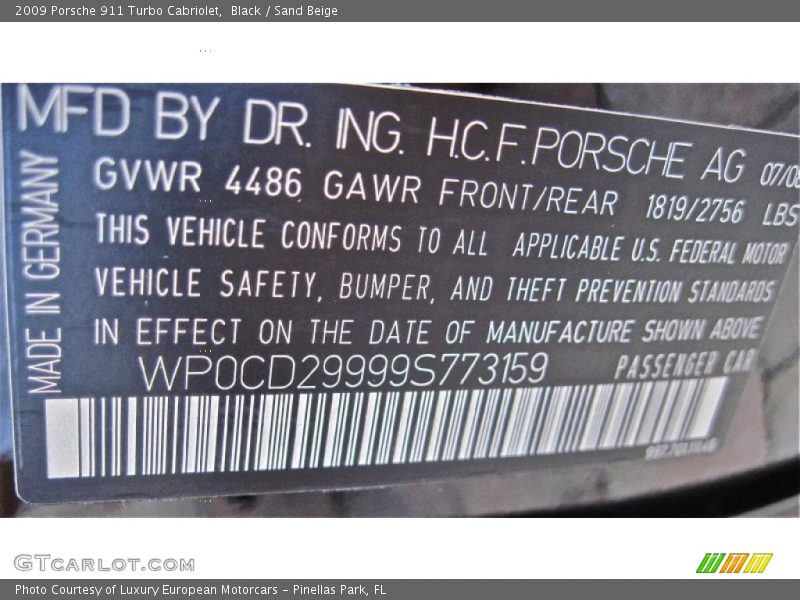 2009 Porsche 911 Turbo Cabriolet,  Black / Sand Beige
MFD BY DR. ING. H.C.F. PORSCHE AG 07/08
GVWR 4486 GAWR FRONT/REAR 1819/2756 LBS
THIS VEHICLE CONFORMS TO ALL APPLICABLE U.S. FEDERAL MOTOR
VEHICLE SAFETY, BUMPER, AND THEFT PREVENTION STANDARDS
IN EFFECT ON THE DATE OF MANUFACTURE SHOWN ABOVE
WP0CD29999S773159 PASSENGER CAR
MADE IN GERMANY
GTCARLOT.COM
Photo Courtesy of Luxury European Motorcars - Pinellas Park, FL